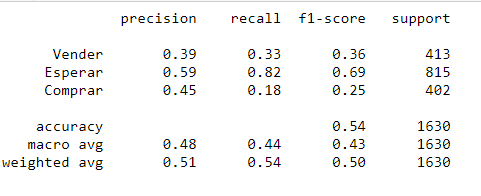 precision recall f1-score support
Vender 0.39 0.33 0.36 413
Esperar 0.59 0.82 0.69 815
Comprar 0.45 0.18 0.25 402
accuracy 0.54 1630
macro avg 0.48 0.44 0.43 1630
weighted avg 0.51 0.54 0.50 1630